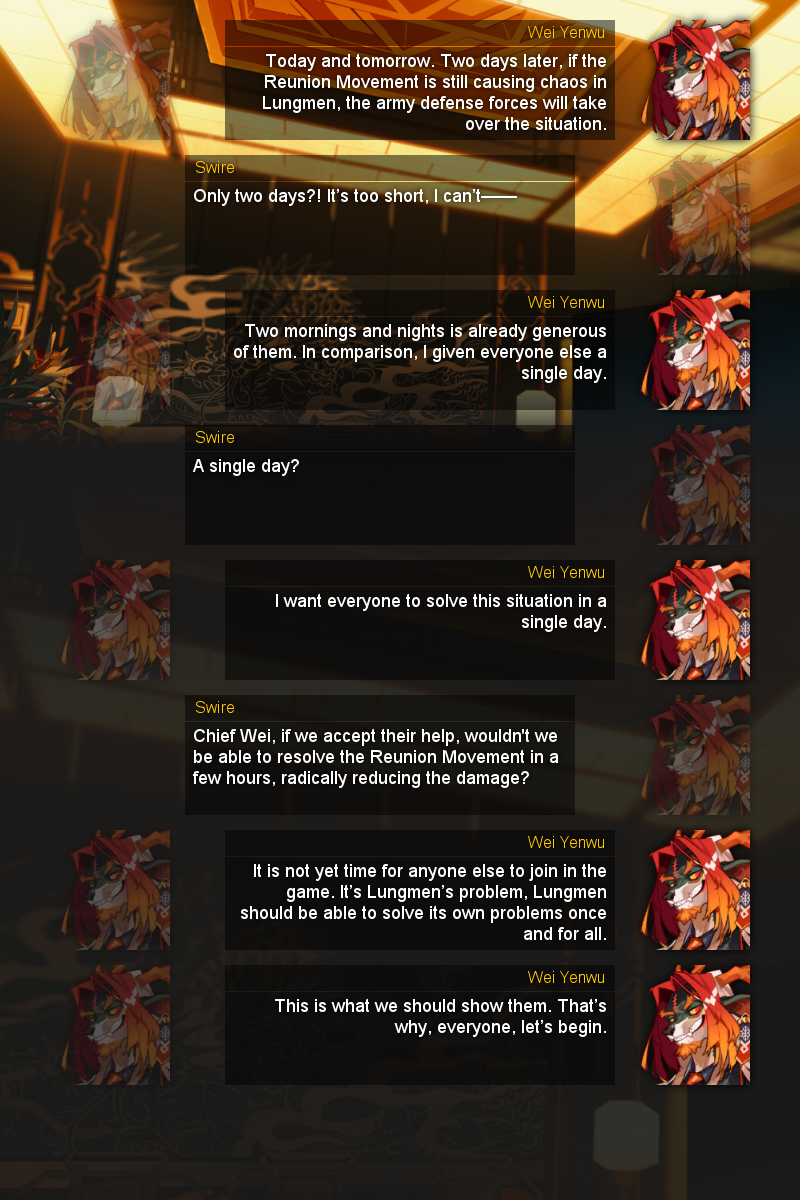 Wei Yenwu
Today and tomorrow. Two days later, if the
Reunion Movement is still causing chaos in
Lungmen, the army defense forces will take
over the situation.
Swire
Only two days?! It's too short, I can't——
Wei Yenwu
Two mornings and nights is already generous
of them. In comparison, I given everyone else a
single day.
Swire
A single day?
Wei Yenwu
I want everyone to solve this situation in a
single day.
Swire
Chief Wei, if we accept their help, wouldn't we
be able to resolve the Reunion Movement in a
few hours, radically reducing the damage?
Wei Yenwu
It is not yet time for anyone else to join in the
game. It's Lungmen's problem, Lungmen
should be able to solve its own problems once
and for all.
Wei Yenwu
This is what we should show them. That's
why, everyone, let's begin.